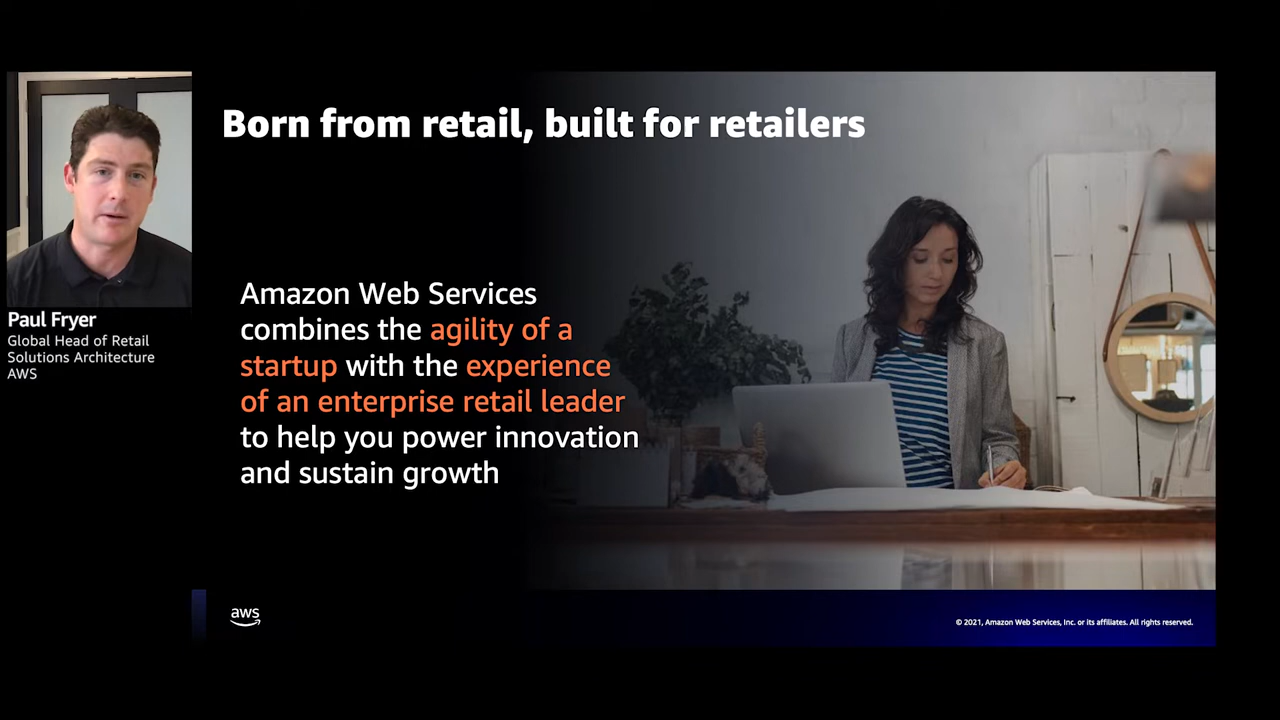 Born from retail, built for retailers
Paul Fryer
Global Head of Retail
Solutions Architecture
AWS
Amazon Web Services
combines the agility of a
startup with the experience
of an enterprise retail leader
to help you power innovation
and sustain growth
aws
© 2021, Amazon Web Services, Inc. or its affiliates. All rights reserved.